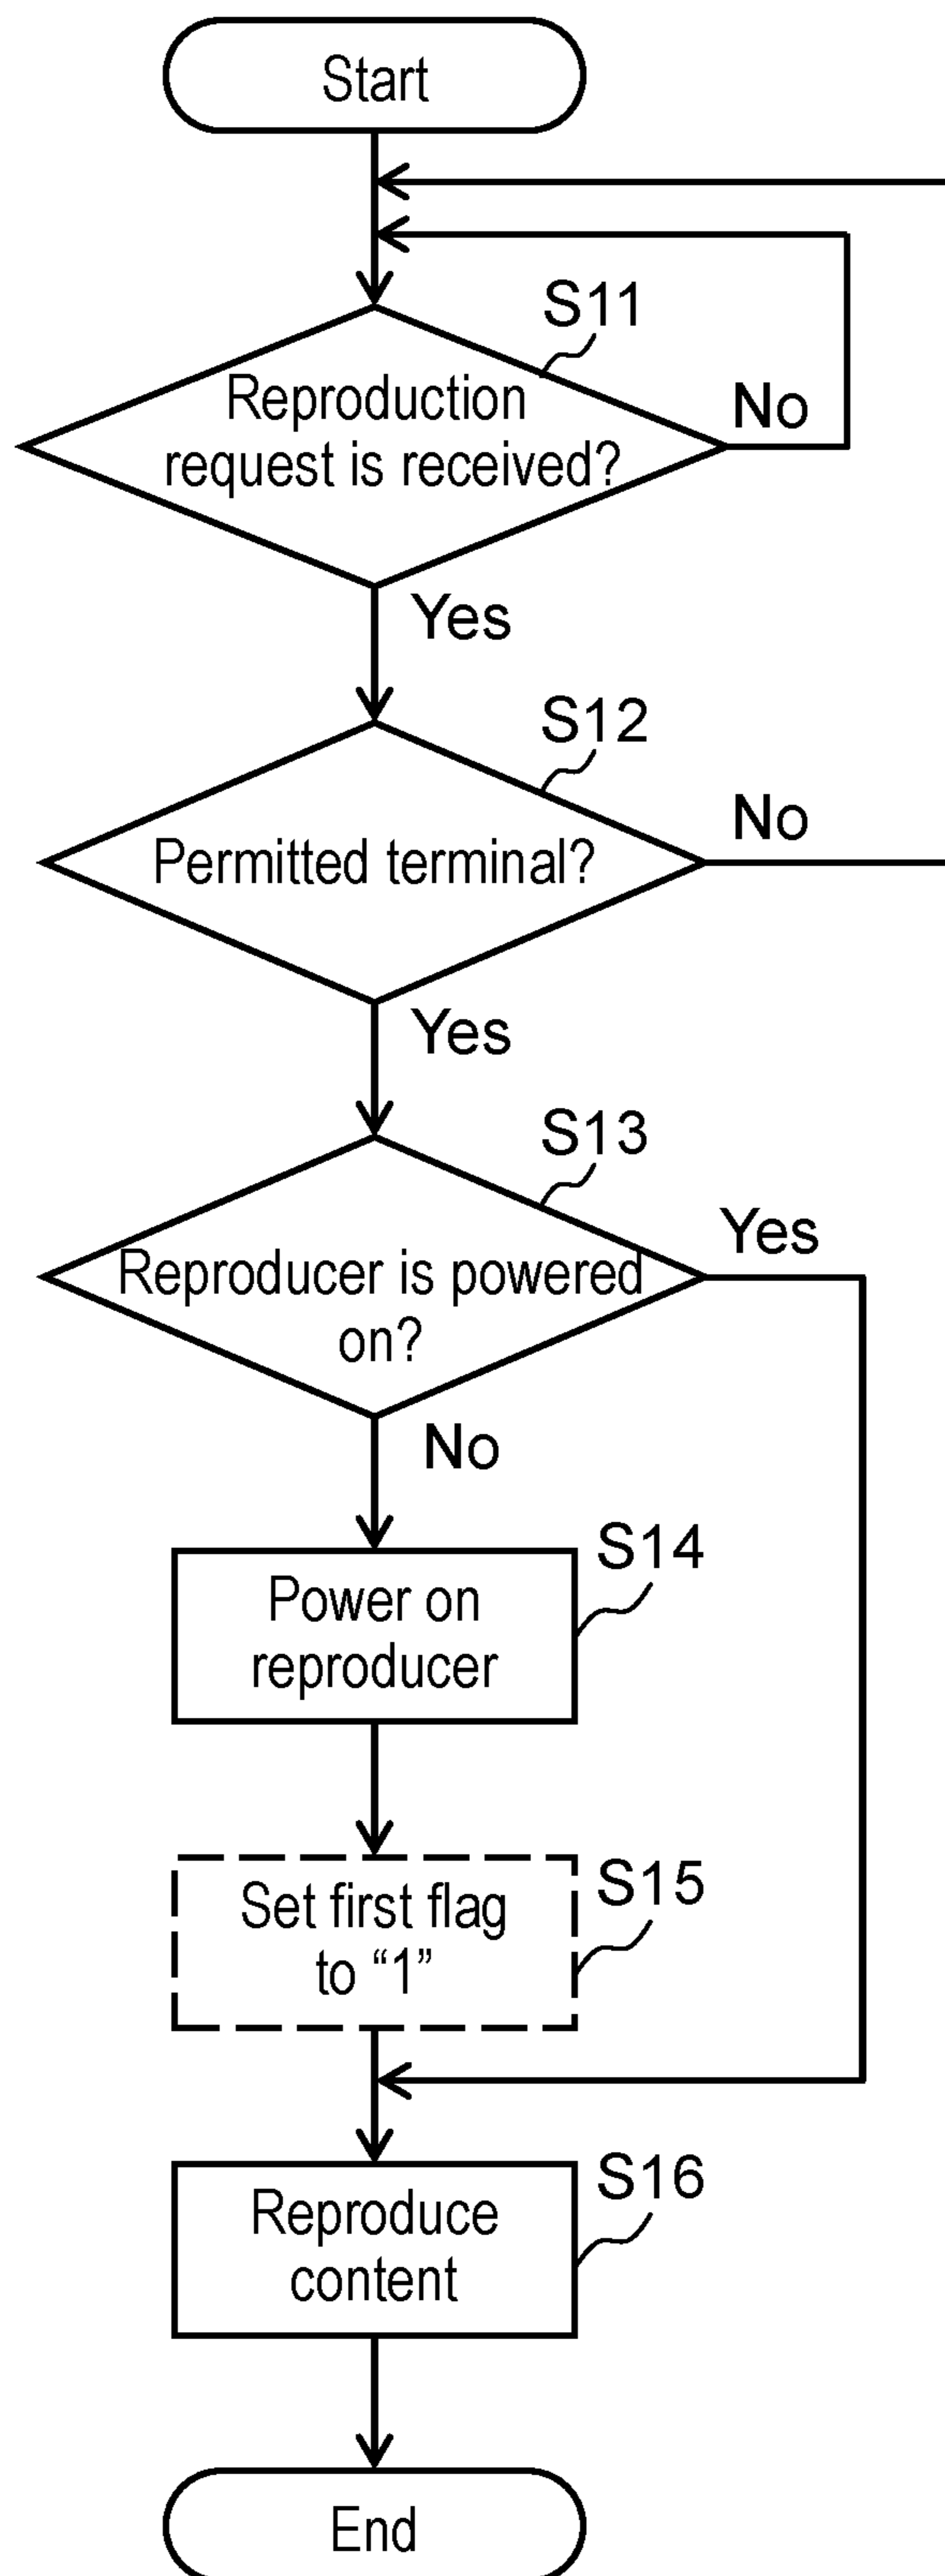 Start
S11
Reproduction
request is received?
No
Yes
S12
Permitted terminal?
No
Yes
S13
Reproducer is powered
on?
Yes
No
S14
Power on
reproducer
S15
Set first flag
to “1”
S16
Reproduce
content
End